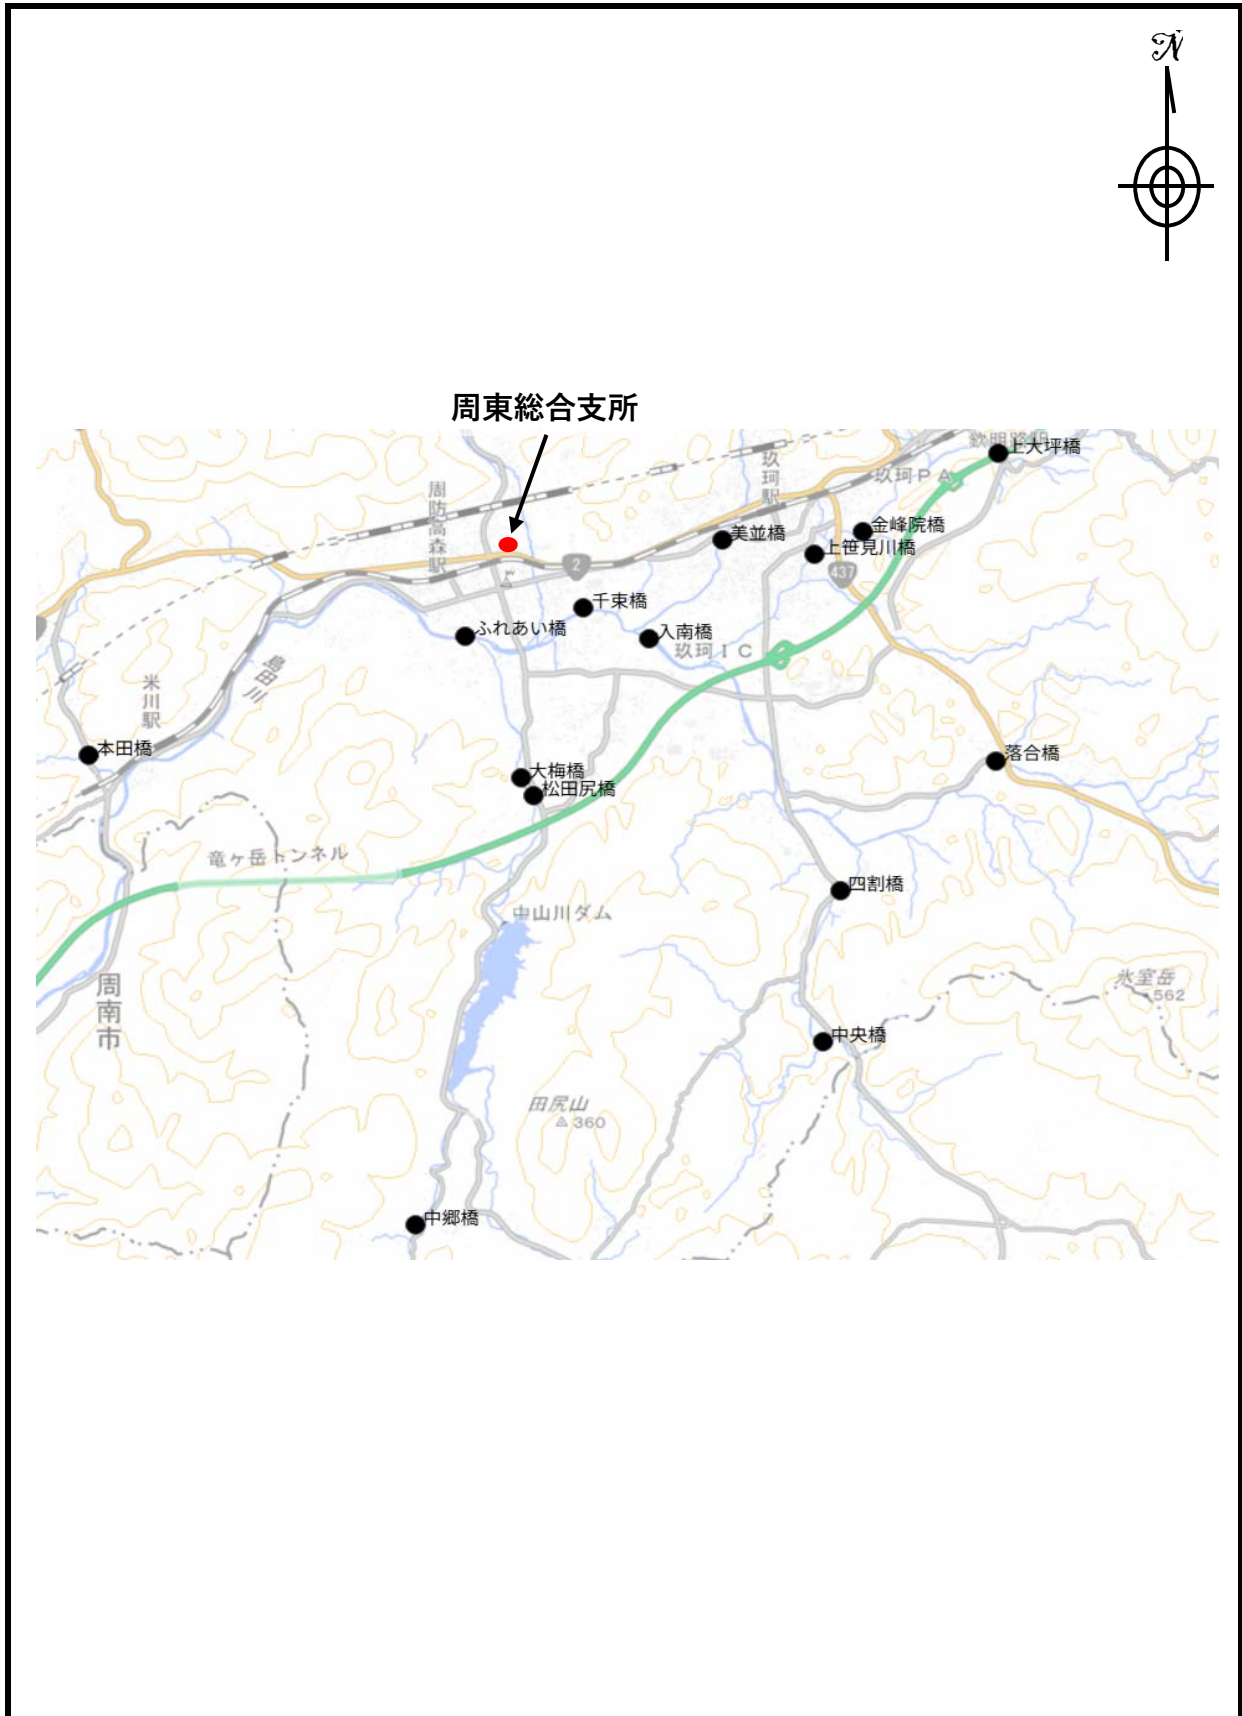 N
周東総合支所
欽明路駅
上大坪橋
玖珂駅
玖珂PA
周防高森駅
金峰院橋
美並橋
上笹見川橋
2
437
千束橋
ふれあい橋
入南橋
玖珂IC
島田川
米川駅
本田橋
落合橋
大梅橋
松田尻橋
竜ヶ岳トンネル
四割橋
中山川ダム
氷室岳
562
周南市
中央橋
田尻山
360
中郷橋